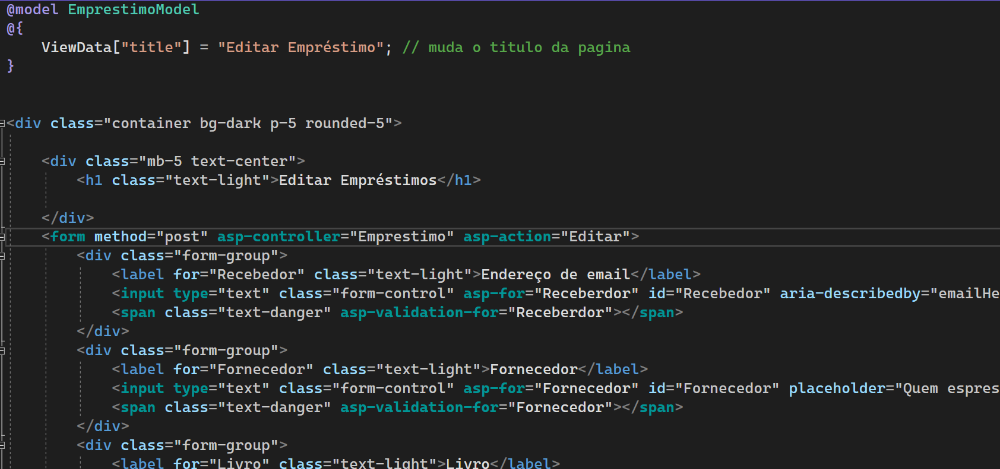 @model EmprestimoModel
@{
    ViewData["title"] = "Editar Empréstimo"; // muda o titulo da pagina
}
<div class="container bg-dark p-5 rounded-5">
    <div class="mb-5 text-center">
        <h1 class="text-light">Editar Empréstimos</h1>
    </div>
    <form method="post" asp-controller="Emprestimo" asp-action="Editar">
        <div class="form-group">
            <label for="Recebedor" class="text-light">Endereço de email</label>
            <input type="text" class="form-control" asp-for="Receberdor" id="Recebedor" aria-describedby="emailHe
            <span class="text-danger" asp-validation-for="Receberdor"></span>
        </div>
        <div class="form-group">
            <label for="Fornecedor" class="text-light">Fornecedor</label>
            <input type="text" class="form-control" asp-for="Fornecedor" id="Fornecedor" placeholder="Quem espres
            <span class="text-danger" asp-validation-for="Fornecedor"></span>
        </div>
        <div class="form-group">
            <label for="Livro" class="text-light">Livro</label>